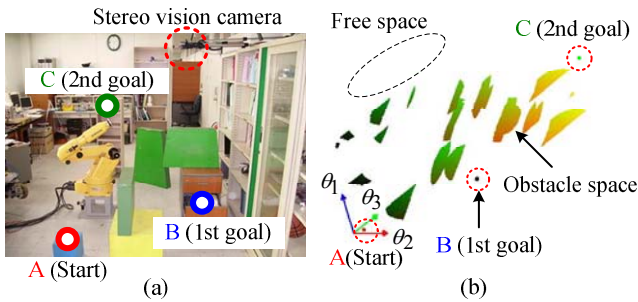 Stereo vision camera
C (2nd goal)
B (1st goal)
A (Start)
(a)
Free space
C (2nd goal)
Obstacle space
θ1
θ3
θ2
A(Start)
B (1st goal)
(b)